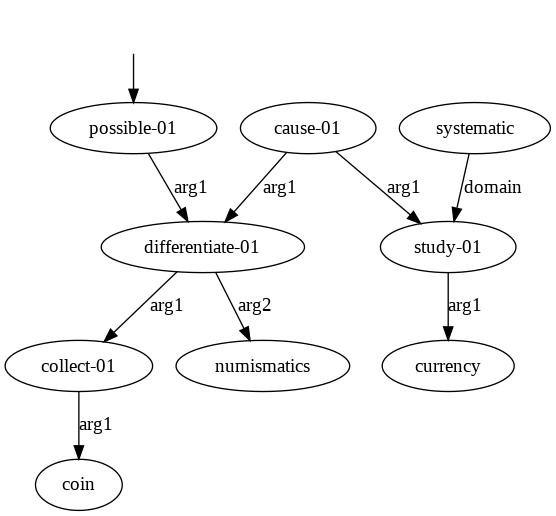 possible-01 cause-01 systematic
arg1 arg1 arg1 domain
differentiate-01 study-01
arg1 arg2 arg1
collect-01 numismatics currency
arg1
coin